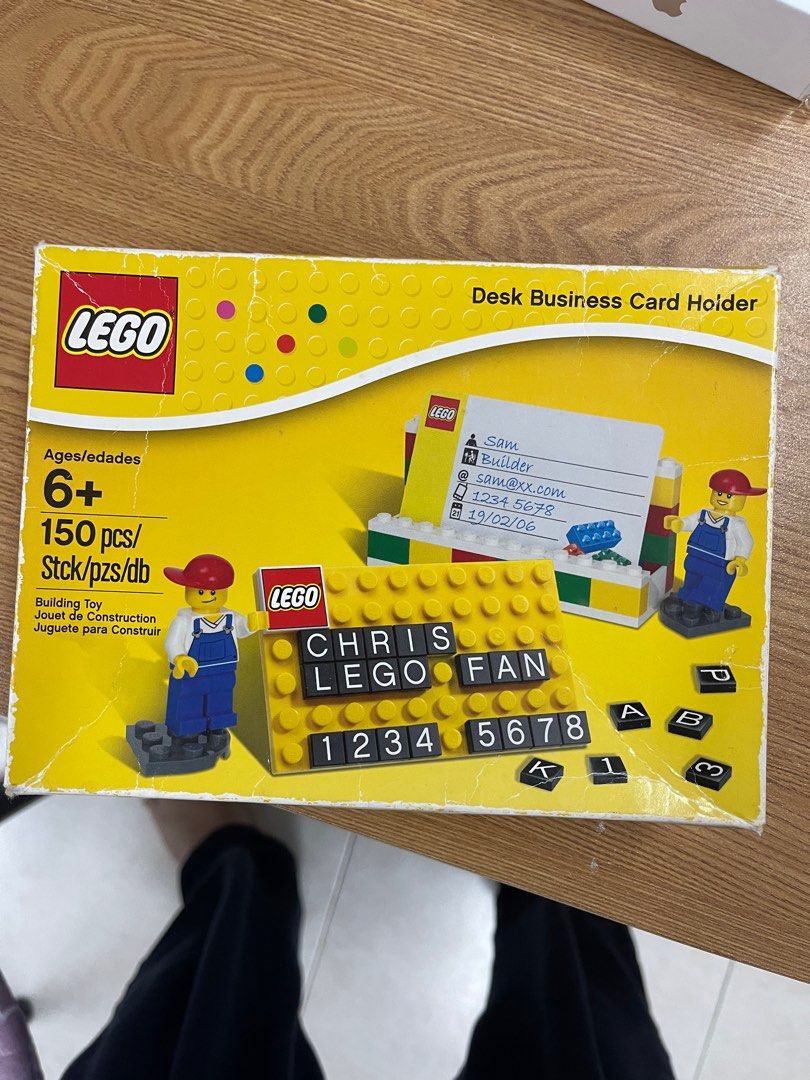 LEGO
Desk Business Card Holder
Ages/edades
6+
150 pcs/
Stck/pzs/db
Building Toy
Jouet de Construction
Juguete para Construir
LEGO
Sam
Builder
@ sam@xx.com
1234 5678
21 19/02/06
LEGO
CHRIS
LEGO FAN
1234 5678
P
A B
K 1 3